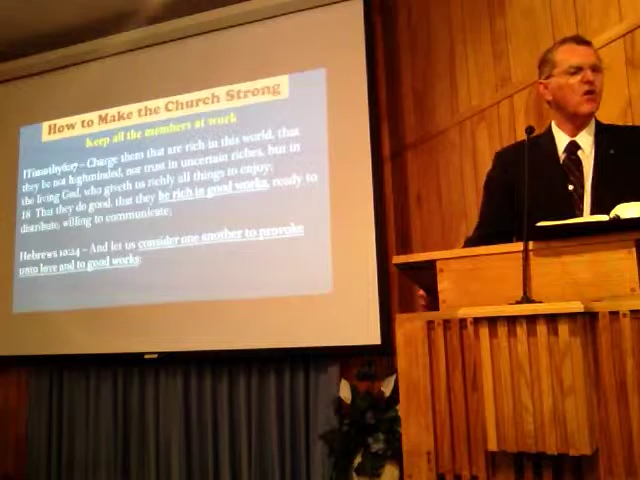 How to Make the Church Strong
Keep all the members at work
1Timothy6:17 – Charge them that are rich in this world, that
they be not highminded, nor trust in uncertain riches, but in
the living God, who giveth us richly all things to enjoy;
18 That they do good, that they be rich in good works, ready to
distribute, willing to communicate;
Hebrews 10:24 – And let us consider one another to provoke
unto love and to good works: